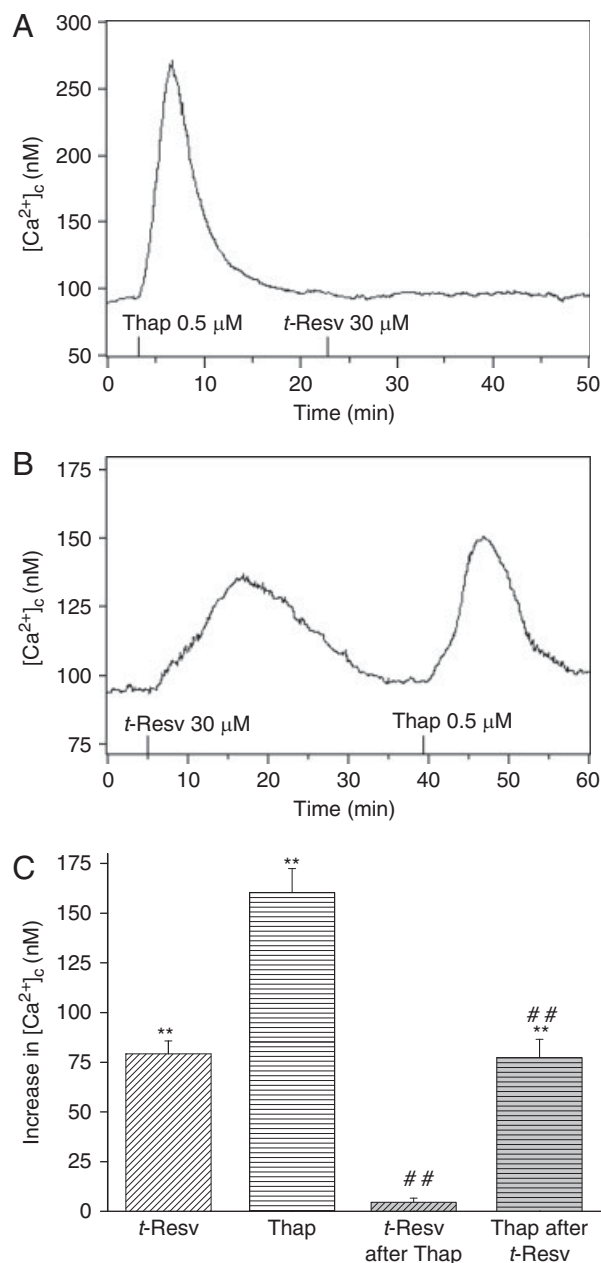 A
300
250
200
150
100
50
[Ca²⁺]c (nM)
Thap 0.5 μM
t-Resv 30 μM
0 10 20 30 40 50
Time (min)
B
175
150
125
100
75
[Ca²⁺]c (nM)
t-Resv 30 μM
Thap 0.5 μM
0 10 20 30 40 50 60
Time (min)
C
175
150
125
100
75
50
25
0
Increase in [Ca²⁺]c (nM)
**
**
##
##
**
t-Resv Thap t-Resv Thap after
after Thap t-Resv